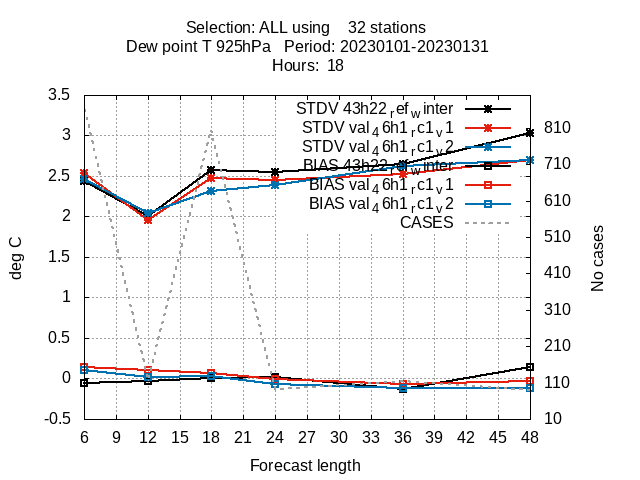 Selection: ALL using 32 stations
Dew point T 925hPa Period: 20230101-20230131
Hours: 18
3.5
3
2.5
2
1.5
1
0.5
0
-0.5
deg C
STDV 43h22_ref_winter
STDV val_46h1_rc1_v1
STDV val_46h1_rc1_v2
BIAS 43h22_ref_winter
BIAS val_46h1_rc1_v1
BIAS val_46h1_rc1_v2
CASES
810
710
610
510
410
310
210
110
10
No cases
6 9 12 15 18 21 24 27 30 33 36 39 42 45 48
Forecast length